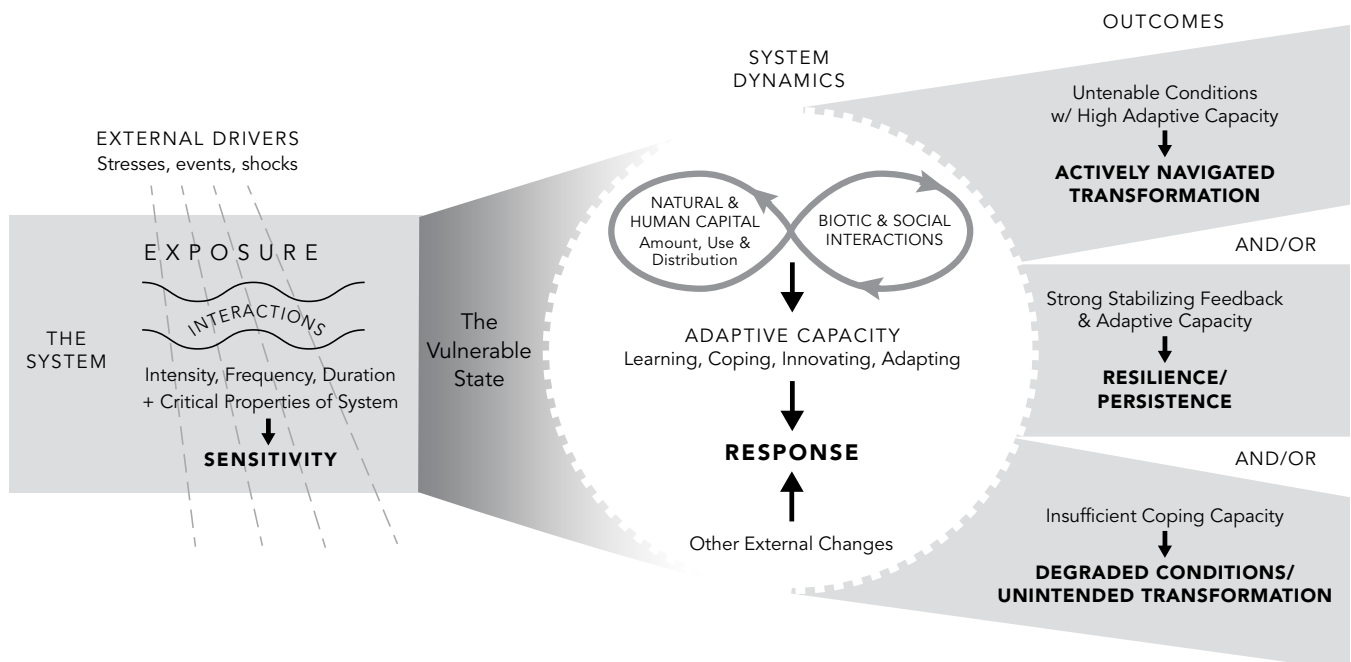 EXTERNAL DRIVERS
Stresses, events, shocks
THE
SYSTEM
EXPOSURE
INTERACTIONS
Intensity, Frequency, Duration
+ Critical Properties of System
SENSITIVITY
The
Vulnerable
State
SYSTEM
DYNAMICS
NATURAL &
HUMAN CAPITAL
Amount, Use &
Distribution
BIOTIC & SOCIAL
INTERACTIONS
ADAPTIVE CAPACITY
Learning, Coping, Innovating, Adapting
RESPONSE
Other External Changes
OUTCOMES
Untenable Conditions
w/ High Adaptive Capacity
ACTIVELY NAVIGATED
TRANSFORMATION
AND/OR
Strong Stabilizing Feedback
& Adaptive Capacity
RESILIENCE/
PERSISTENCE
AND/OR
Insufficient Coping Capacity
DEGRADED CONDITIONS/
UNINTENDED TRANSFORMATION